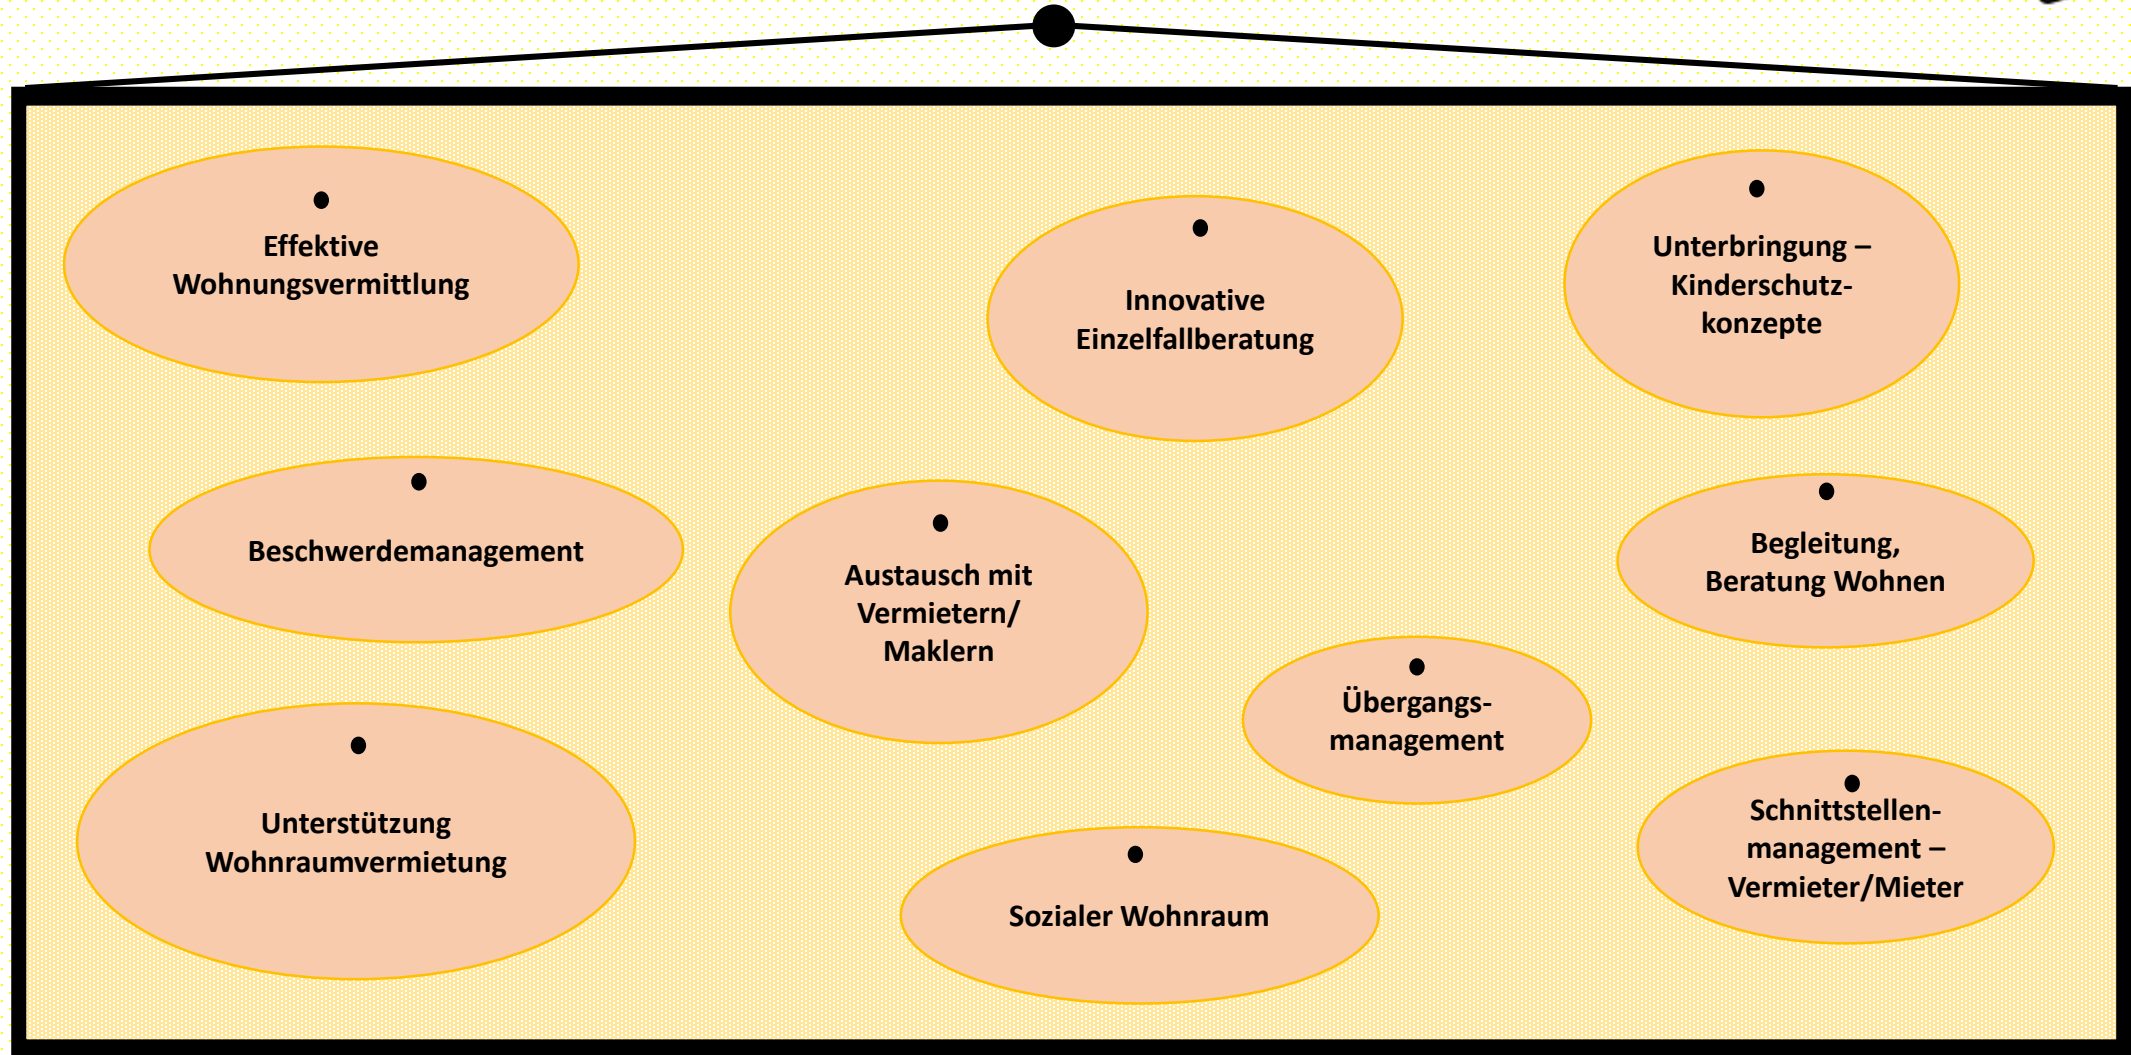 Effektive
Wohnungsvermittlung
Innovative
Einzelfallberatung
Unterbringung –
Kinderschutz-
konzepte
Beschwerdemanagement
Austausch mit
Vermietern/
Maklern
Begleitung,
Beratung Wohnen
Übergangs-
management
Unterstützung
Wohnraumvermietung
Sozialer Wohnraum
Schnittstellen-
management –
Vermieter/Mieter